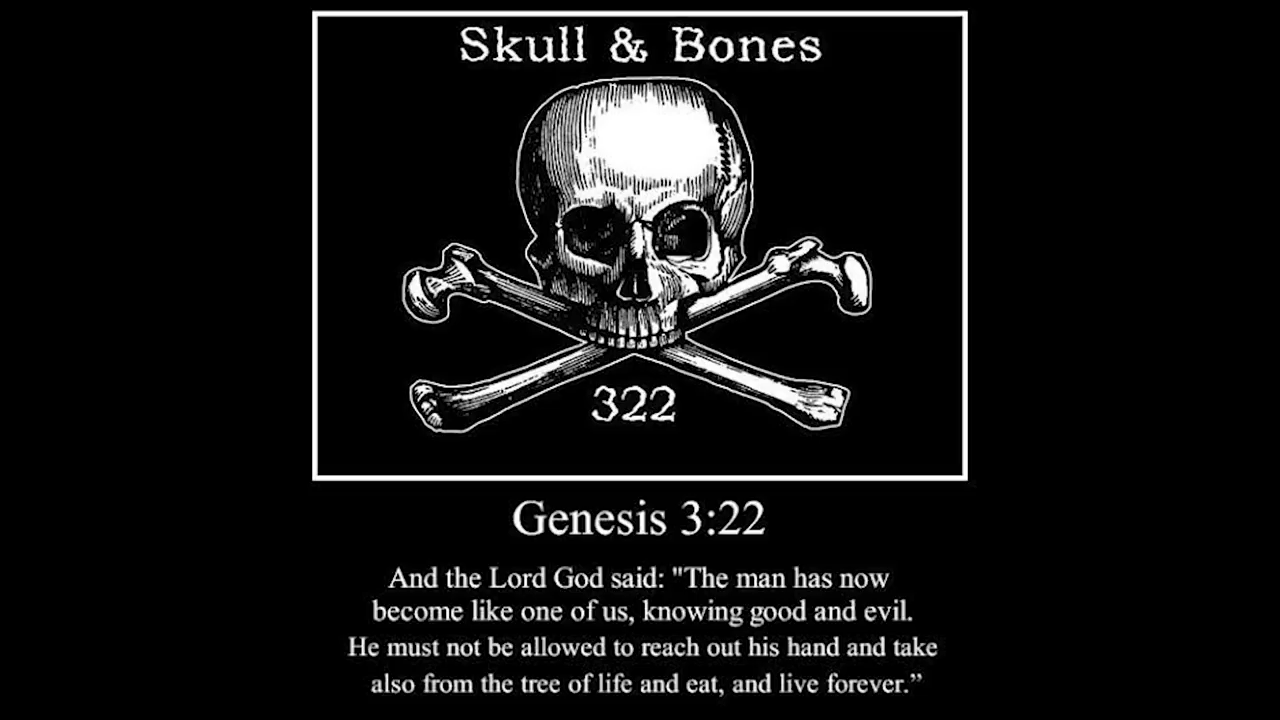 Skull & Bones
322
Genesis 3:22
And the Lord God said: "The man has now
become like one of us, knowing good and evil.
He must not be allowed to reach out his hand and take
also from the tree of life and eat, and live forever.”